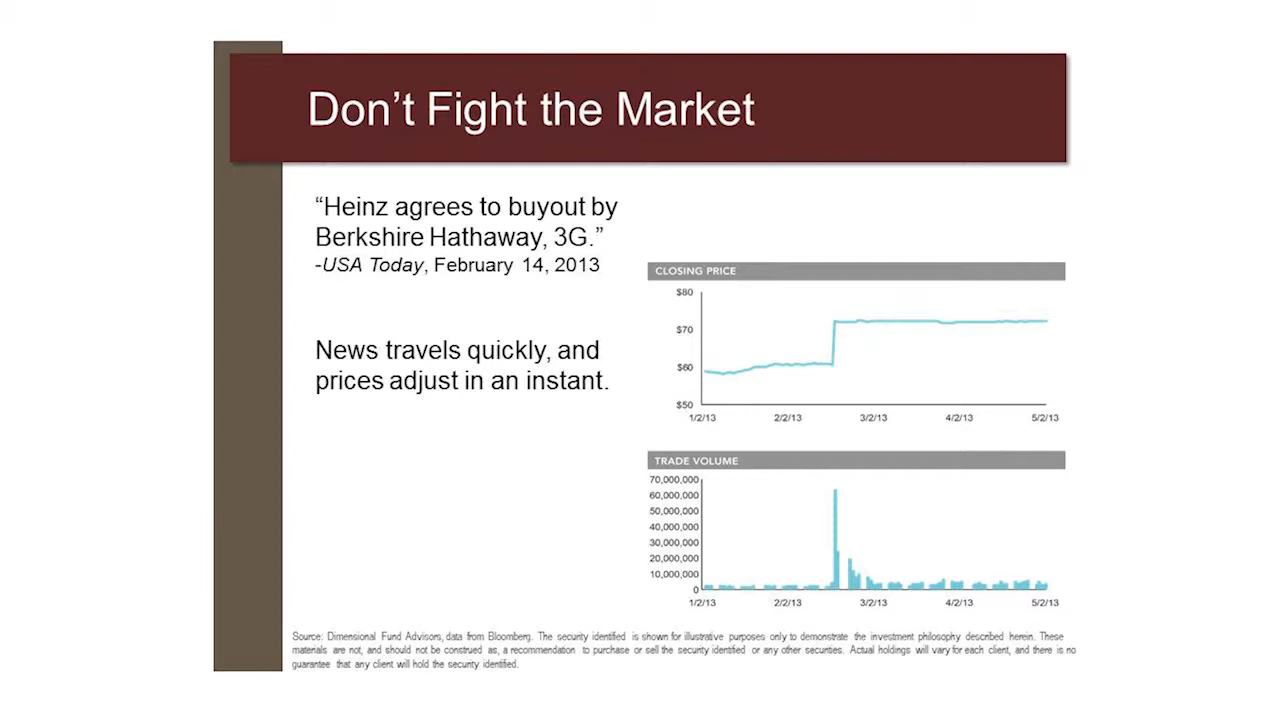 Don’t Fight the Market
“Heinz agrees to buyout by
Berkshire Hathaway, 3G.”
-USA Today, February 14, 2013
News travels quickly, and
prices adjust in an instant.
CLOSING PRICE
$80
$70
$60
$50
1/2/13 2/2/13 3/2/13 4/2/13 5/2/13
TRADE VOLUME
70,000,000
60,000,000
50,000,000
40,000,000
30,000,000
20,000,000
10,000,000
0
1/2/13 2/2/13 3/2/13 4/2/13 5/2/13
Source: Dimensional Fund Advisors, data from Bloomberg. The security identified is shown for illustrative purposes only to demonstrate the investment philosophy described herein. These
materials are not, and should not be construed as, a recommendation to purchase or sell the security identified or any other securities. Actual holdings will vary for each client, and there is no
guarantee that any client will hold the security identified.